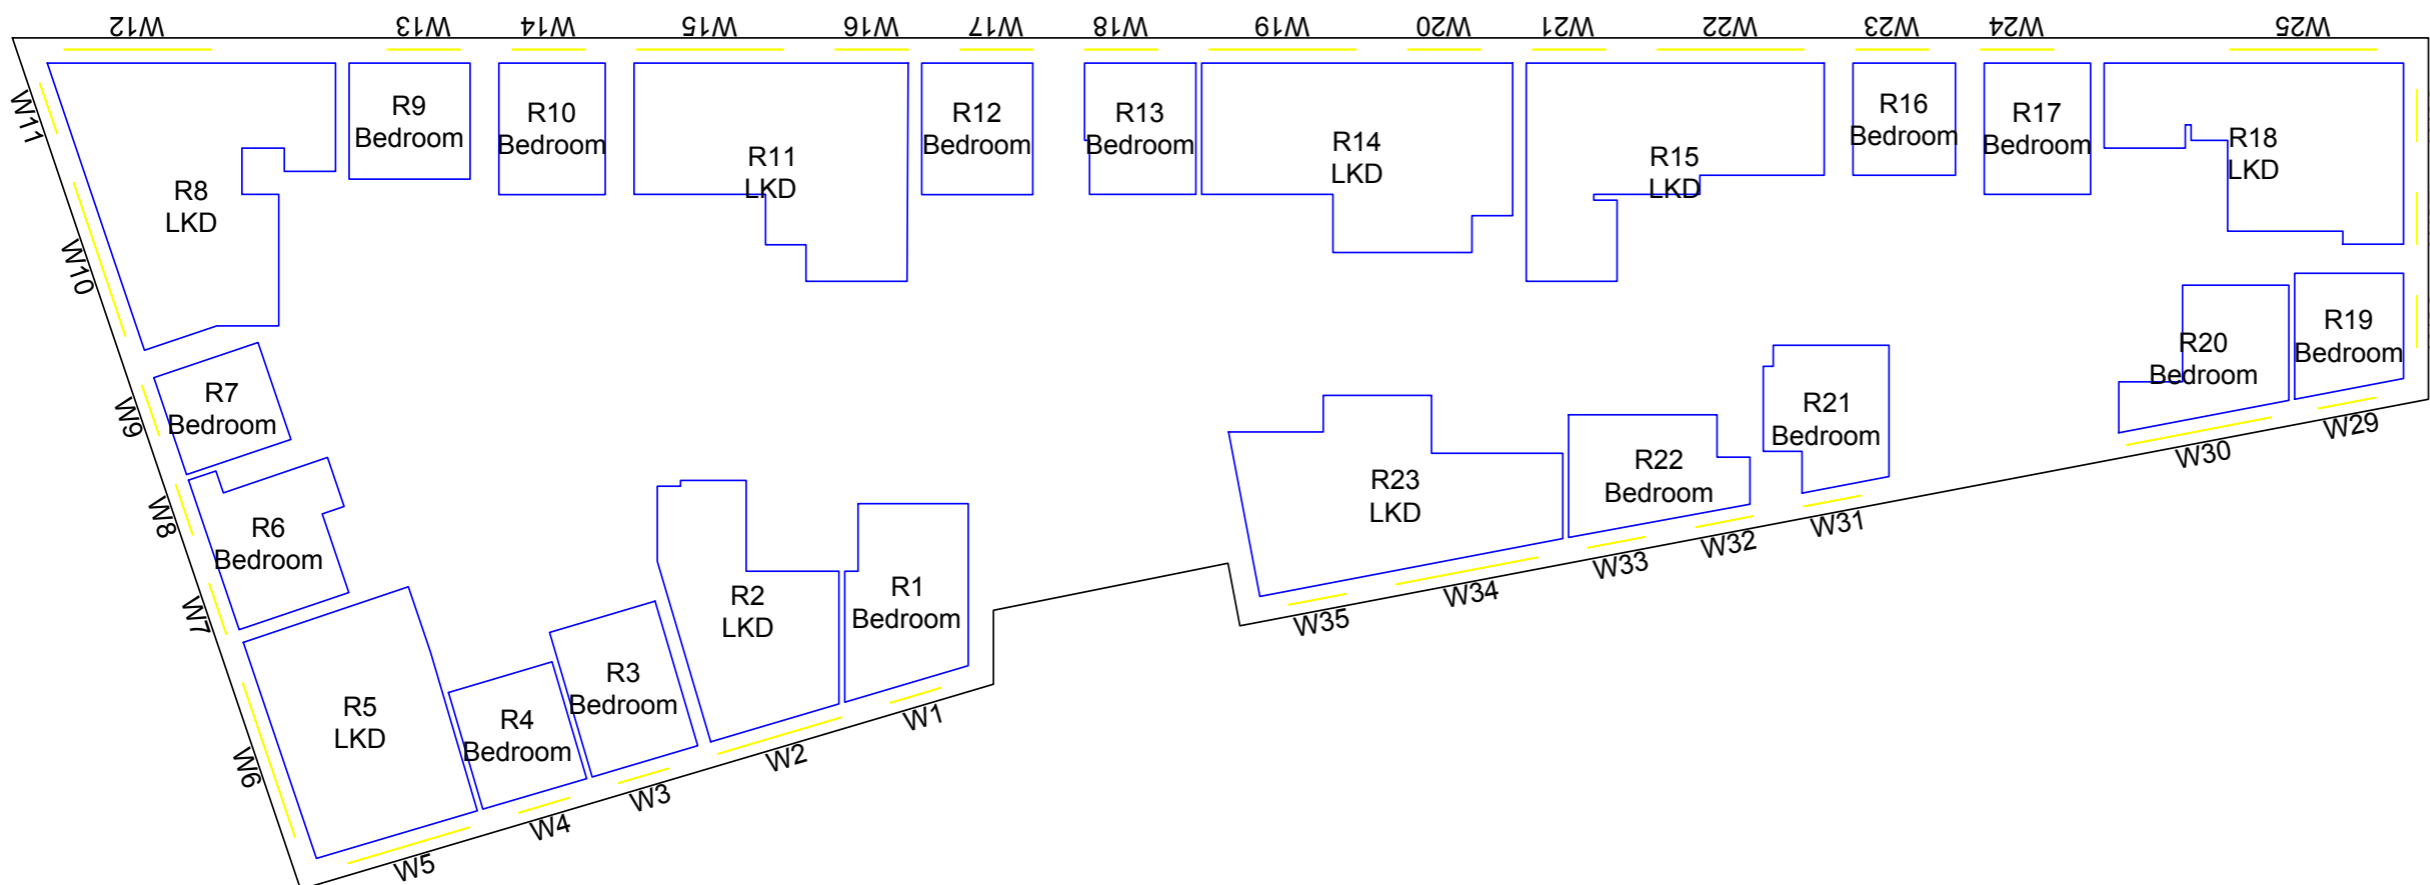 W12
W13
W14
W15
W16
W17
W18
W19
W20
W21
W22
W23
W24
W25
W11
R8
LKD
R9
Bedroom
R10
Bedroom
R11
LKD
R12
Bedroom
R13
Bedroom
R14
LKD
R15
LKD
R16
Bedroom
R17
Bedroom
R18
LKD
W10
R7
Bedroom
W9
R6
Bedroom
W8
W7
R5
LKD
W6
R4
Bedroom
R3
Bedroom
R2
LKD
R1
Bedroom
W5
W4
W3
W2
W1
R23
LKD
R22
Bedroom
R21
Bedroom
R20
Bedroom
R19
Bedroom
W35
W34
W33
W32
W31
W30
W29